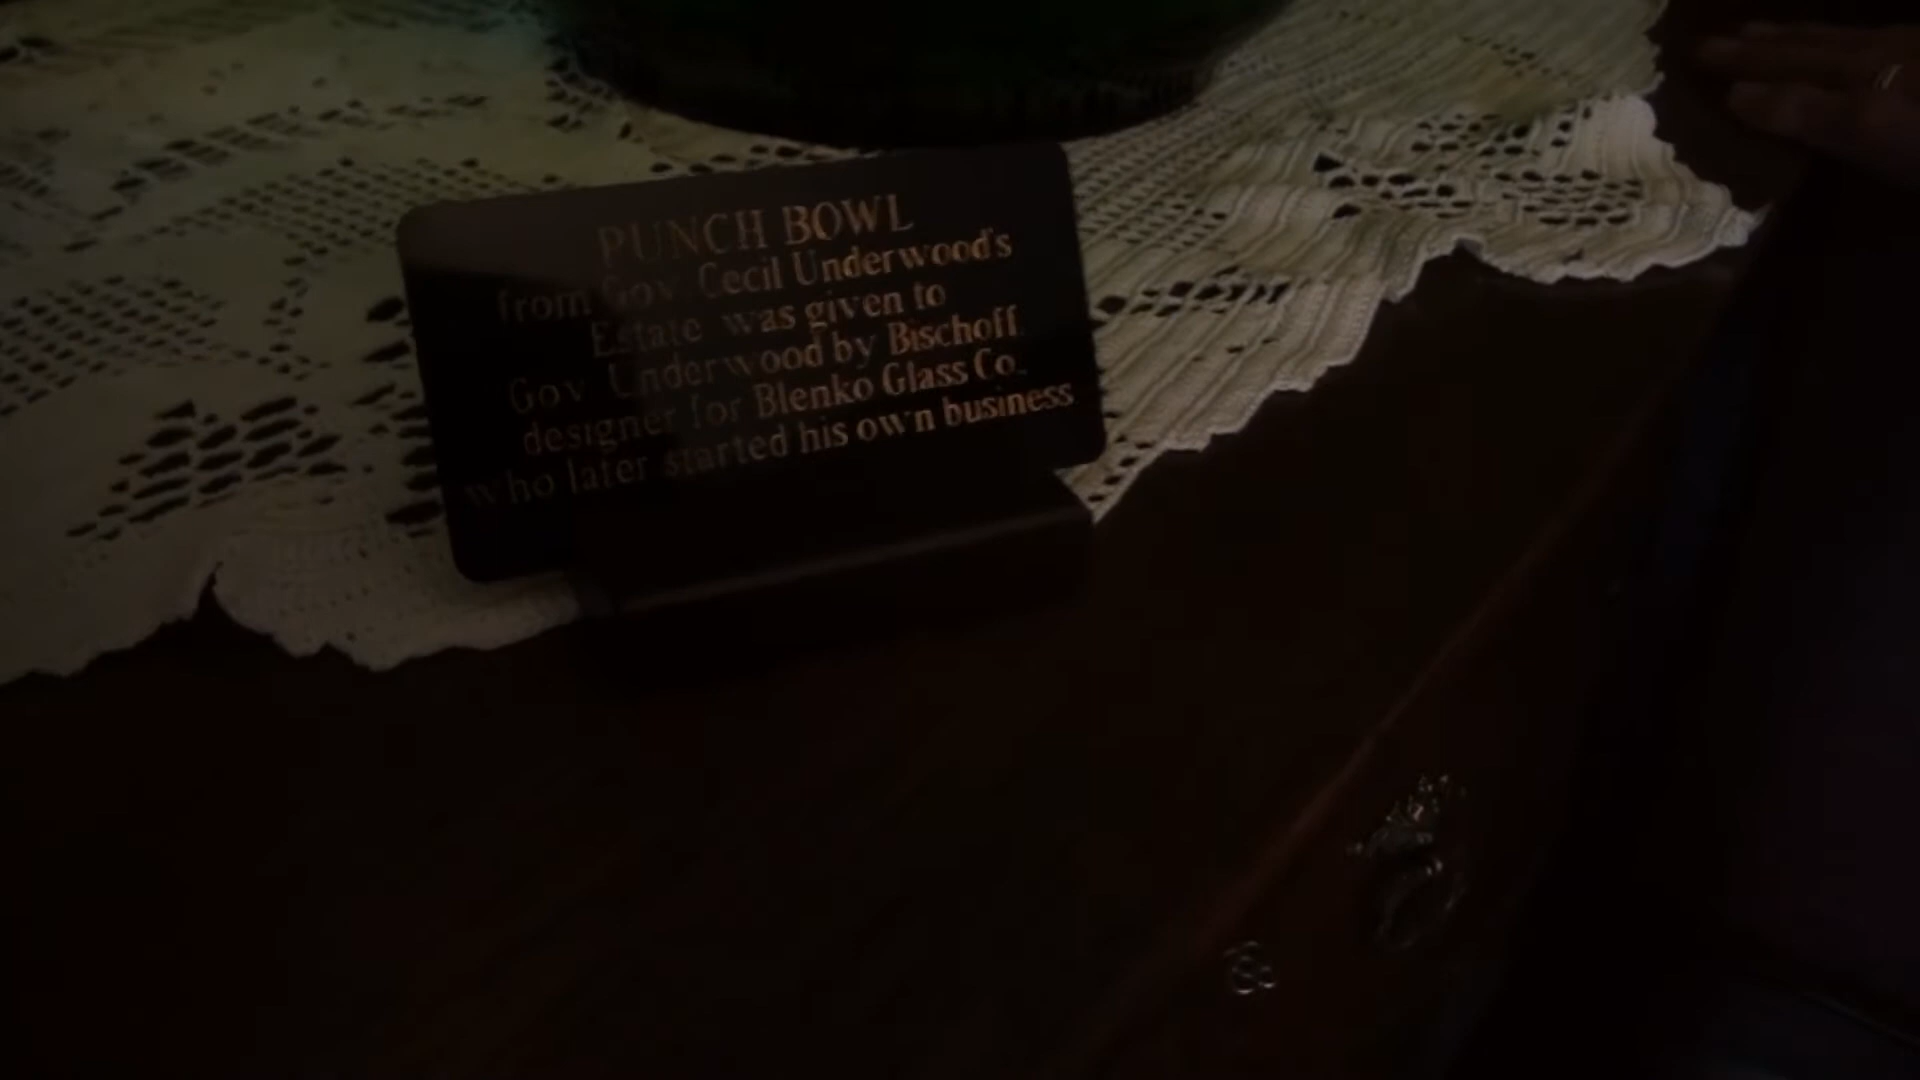 PUNCH BOWL
from Gov. Cecil Underwood's
Estate was given to
Gov. Underwood by Bischoff
designer for Blenko Glass Co.
who later started his own business